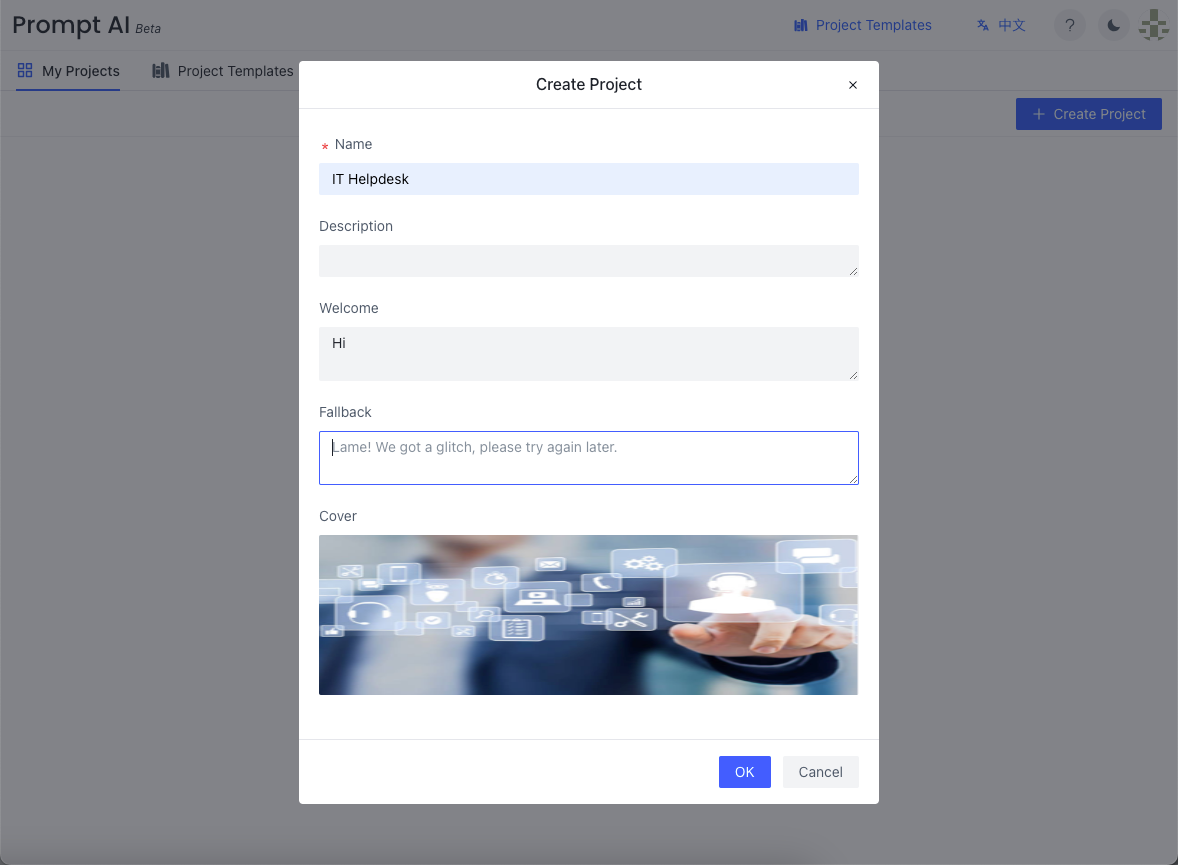 Prompt AI Beta
Project Templates
中文
?
My Projects
Project Templates
Create Project
Create Project
* Name
IT Helpdesk
Description
Welcome
Hi
Fallback
Lame! We got a glitch, please try again later.
Cover
OK
Cancel